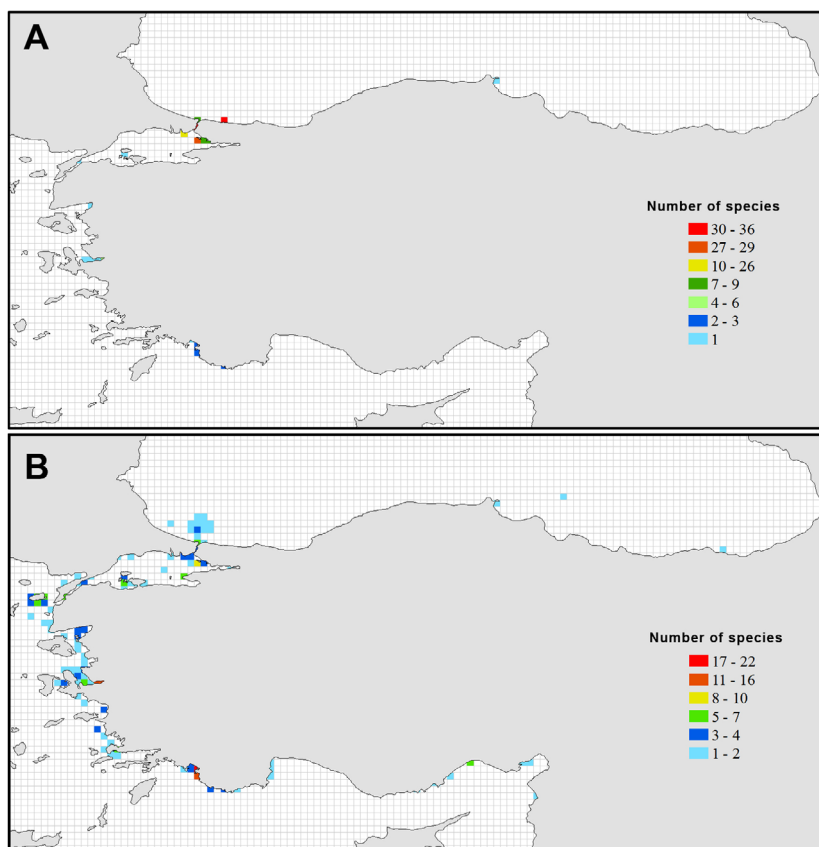 A
Number of species
30 - 36
27 - 29
10 - 26
7 - 9
4 - 6
2 - 3
1
B
Number of species
17 - 22
11 - 16
8 - 10
5 - 7
3 - 4
1 - 2